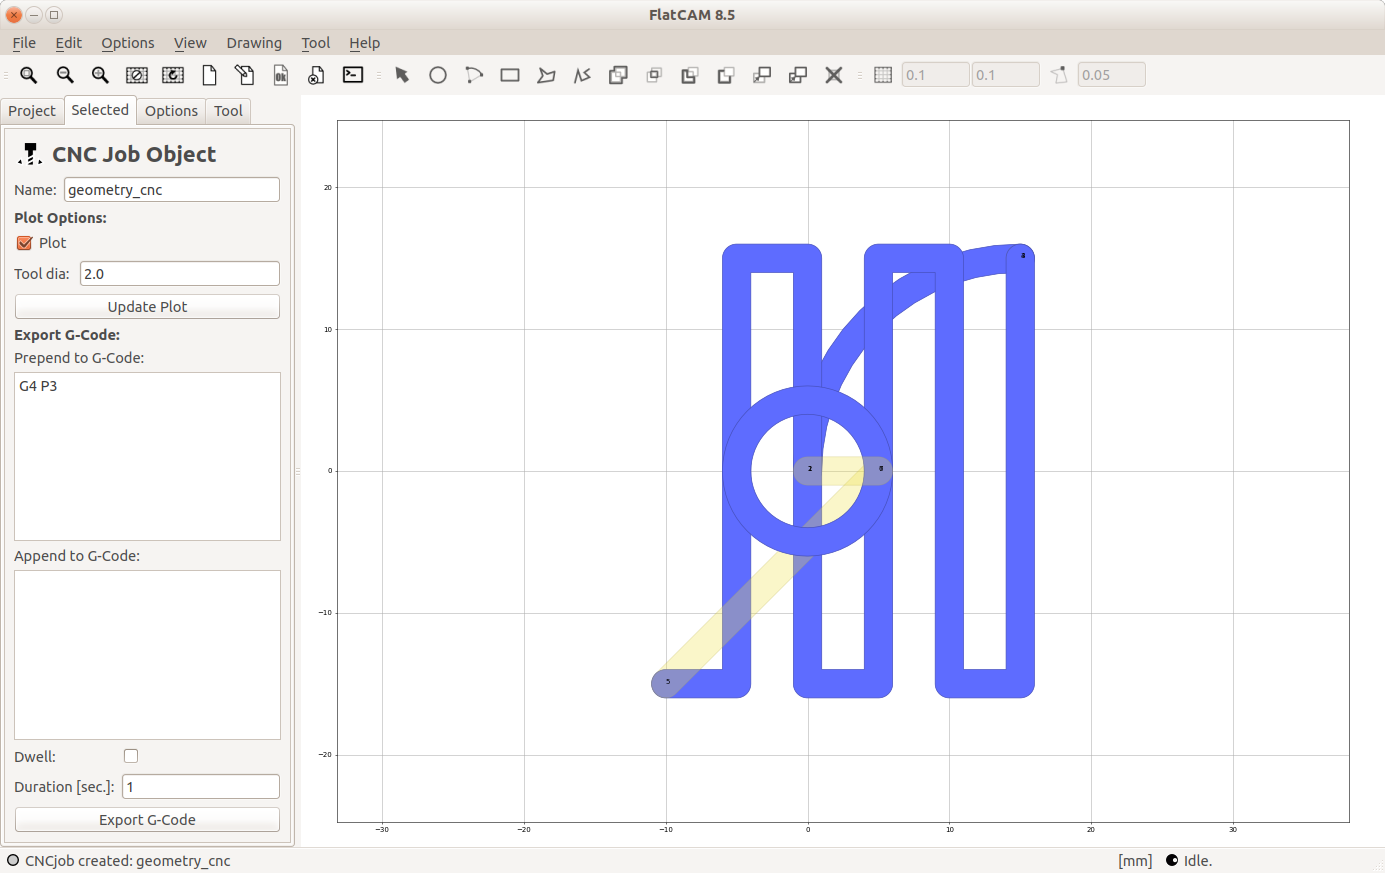 FlatCAM 8.5
File Edit Options View Drawing Tool Help
0.1 0.1 0.05
Project Selected Options Tool
CNC Job Object
Name: geometry_cnc
Plot Options:
Plot
Tool dia: 2.0
Update Plot
Export G-Code:
Prepend to G-Code:
G4 P3
Append to G-Code:
Dwell:
Duration [sec.]: 1
Export G-Code
20
10
0
−10
−20
−30 −20 −10 0 10 20 30
2
5
CNCjob created: geometry_cnc
[mm] Idle.